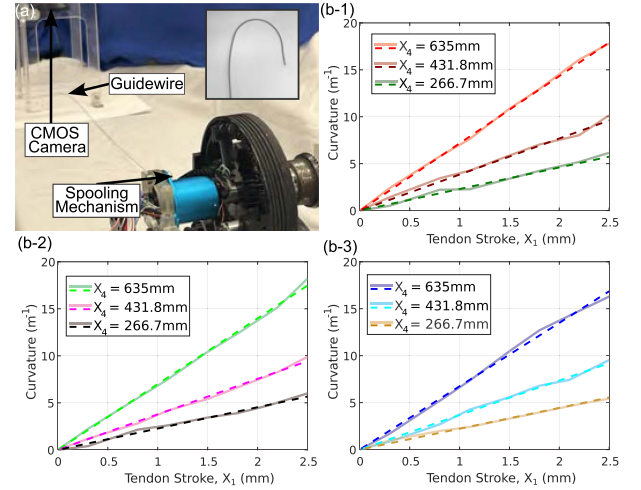 (a)
Guidewire
CMOS
Camera
Spooling
Mechanism
(b-1)
20
15
10
5
0
Curvature (m⁻¹)
X₄ = 635mm
X₄ = 431.8mm
X₄ = 266.7mm
0 0.5 1 1.5 2 2.5
Tendon Stroke, X₁ (mm)
(b-2)
20
15
10
5
0
Curvature (m⁻¹)
X₄ = 635mm
X₄ = 431.8mm
X₄ = 266.7mm
0 0.5 1 1.5 2 2.5
Tendon Stroke, X₁ (mm)
(b-3)
20
15
10
5
0
Curvature (m⁻¹)
X₄ = 635mm
X₄ = 431.8mm
X₄ = 266.7mm
0 0.5 1 1.5 2 2.5
Tendon Stroke, X₁ (mm)